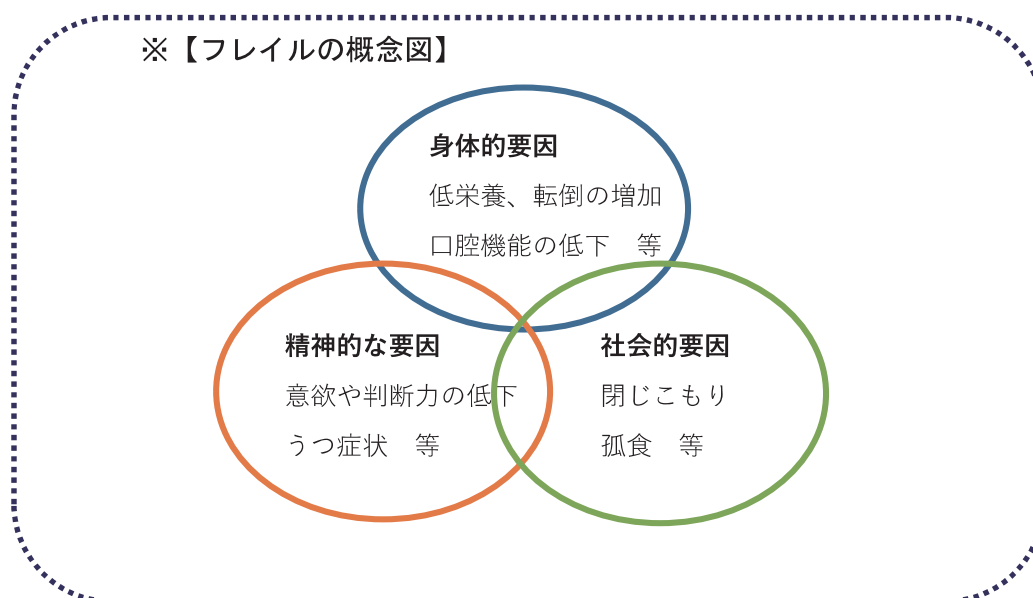 ※【フレイルの概念図】
身体的要因
低栄養、転倒の増加
口腔機能の低下　等
精神的な要因
意欲や判断力の低下
うつ症状　等
社会的要因
閉じこもり
孤食　等